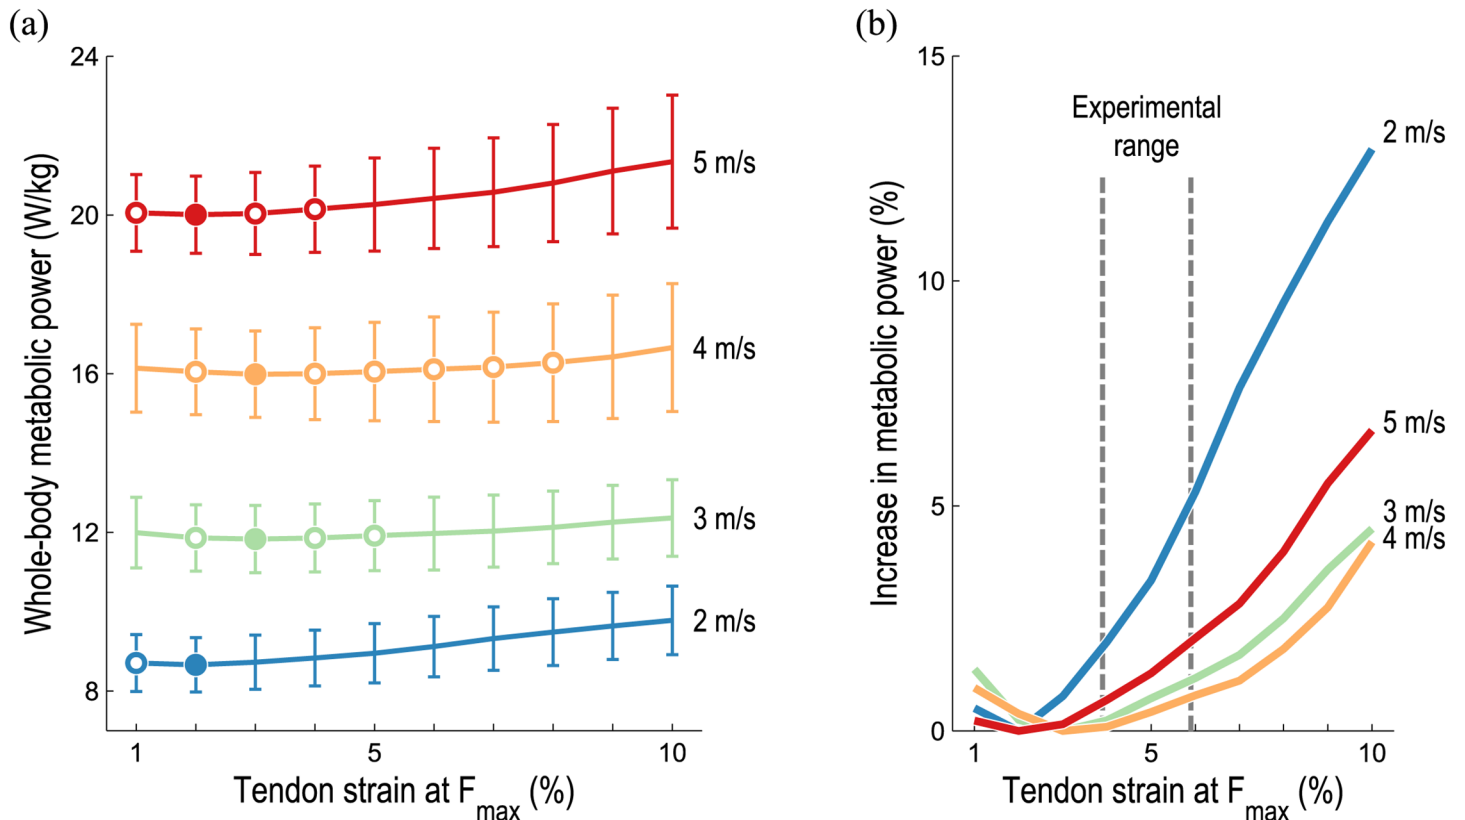 (a)
24
20
16
12
8
Whole-body metabolic power (W/kg)
5 m/s
4 m/s
3 m/s
2 m/s
1
5
10
Tendon strain at Fmax (%)
(b)
15
10
5
0
Increase in metabolic power (%)
Experimental
range
2 m/s
5 m/s
3 m/s
4 m/s
1
5
10
Tendon strain at Fmax (%)